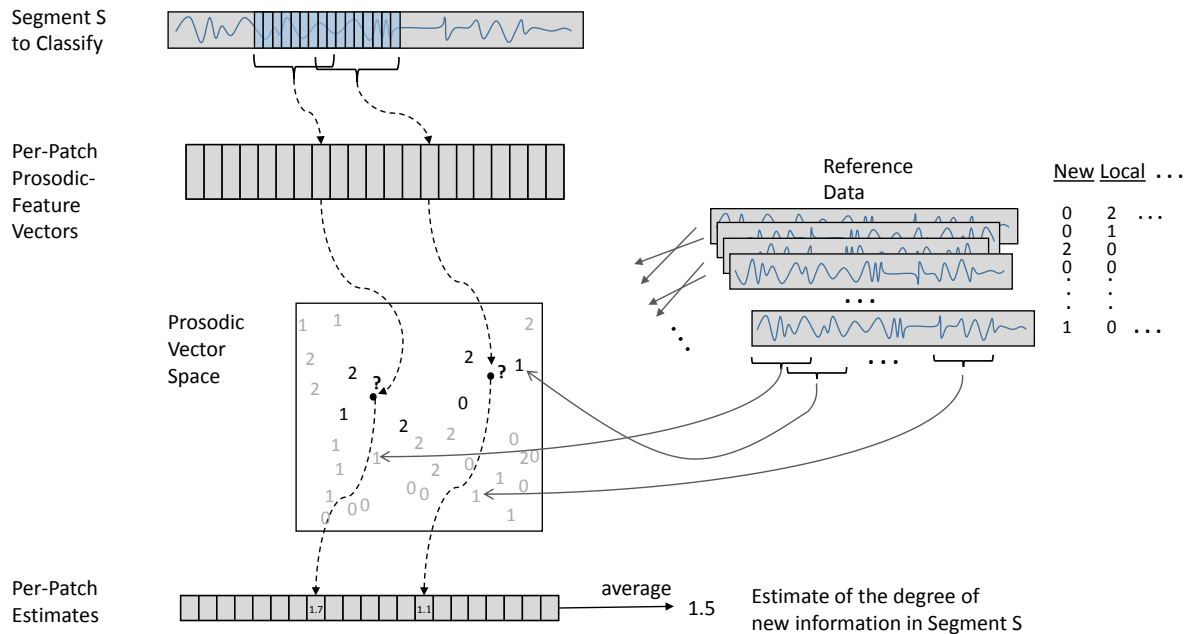 Segment S
to Classify
Per-Patch
Prosodic-
Feature
Vectors
Reference
Data
New Local ...
0 2 ...
0 1
2 0
0 0
. .
. .
. .
1 0 ...
...
...
...
Prosodic
Vector
Space
1 1 2
2 2 ? 2 ? 1
2 1 0
2
1 2 2 0
1 1 2 0 2 0
1 0 0 1 1 0
0 0 0 1
Per-Patch
Estimates
1.7 1.1
average
1.5
Estimate of the degree of
new information in Segment S